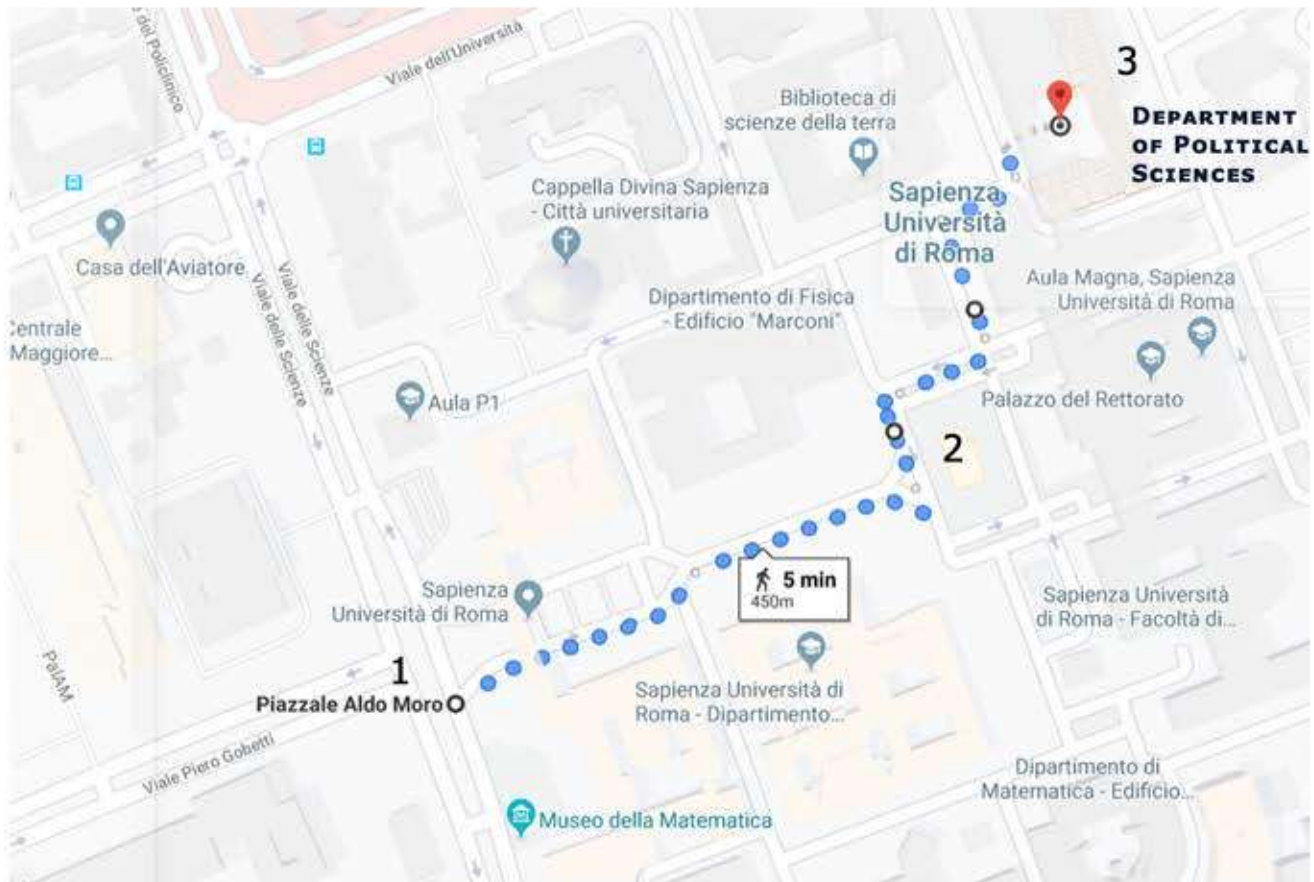 o del Policlinico
Viale dell'Università
3
Biblioteca di
scienze della terra
DEPARTMENT
OF POLITICAL
SCIENCES
Cappella Divina Sapienza
- Città universitaria
Sapienza
Università
di Roma
Casa dell'Aviatore
Viale delle Scienze
Viale delle Scienze
Dipartimento di Fisica
- Edificio "Marconi"
Aula Magna, Sapienza
Università di Roma
Centrale
Maggiore...
Aula P1
Palazzo del Rettorato
2
5 min
450m
Sapienza
Università di Roma
Sapienza Università
di Roma - Facoltà di...
PalAM
1
Piazzale Aldo Moro
Sapienza Università di
Roma - Dipartimento...
Viale Piero Gobetti
Dipartimento di
Matematica - Edificio...
Museo della Matematica